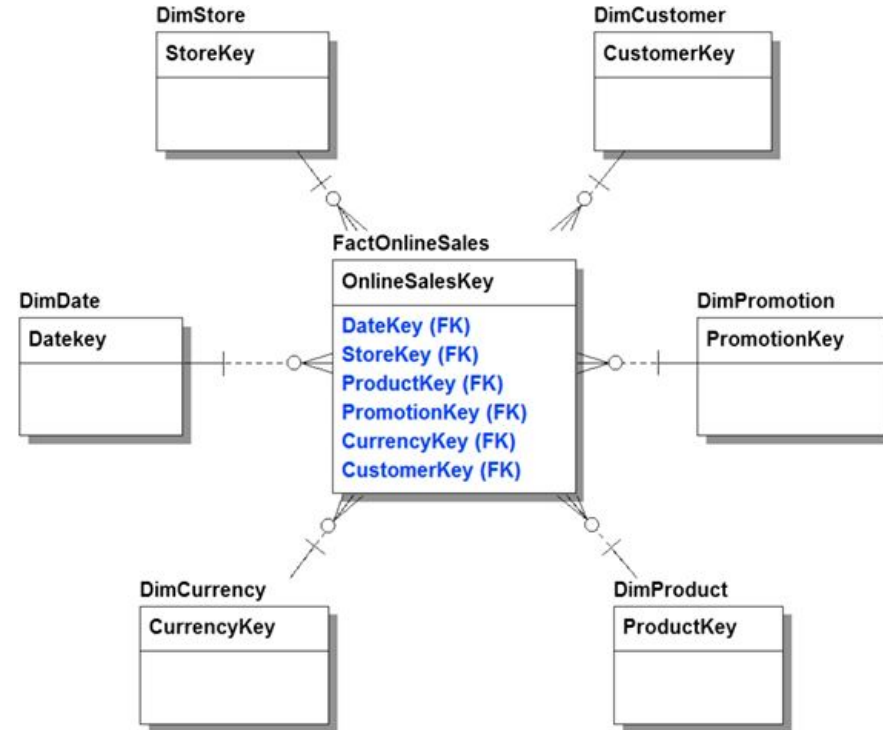 DimStore
StoreKey
DimCustomer
CustomerKey
FactOnlineSales
OnlineSalesKey
DateKey (FK)
StoreKey (FK)
ProductKey (FK)
PromotionKey (FK)
CurrencyKey (FK)
CustomerKey (FK)
DimDate
Datekey
DimPromotion
PromotionKey
DimCurrency
CurrencyKey
DimProduct
ProductKey